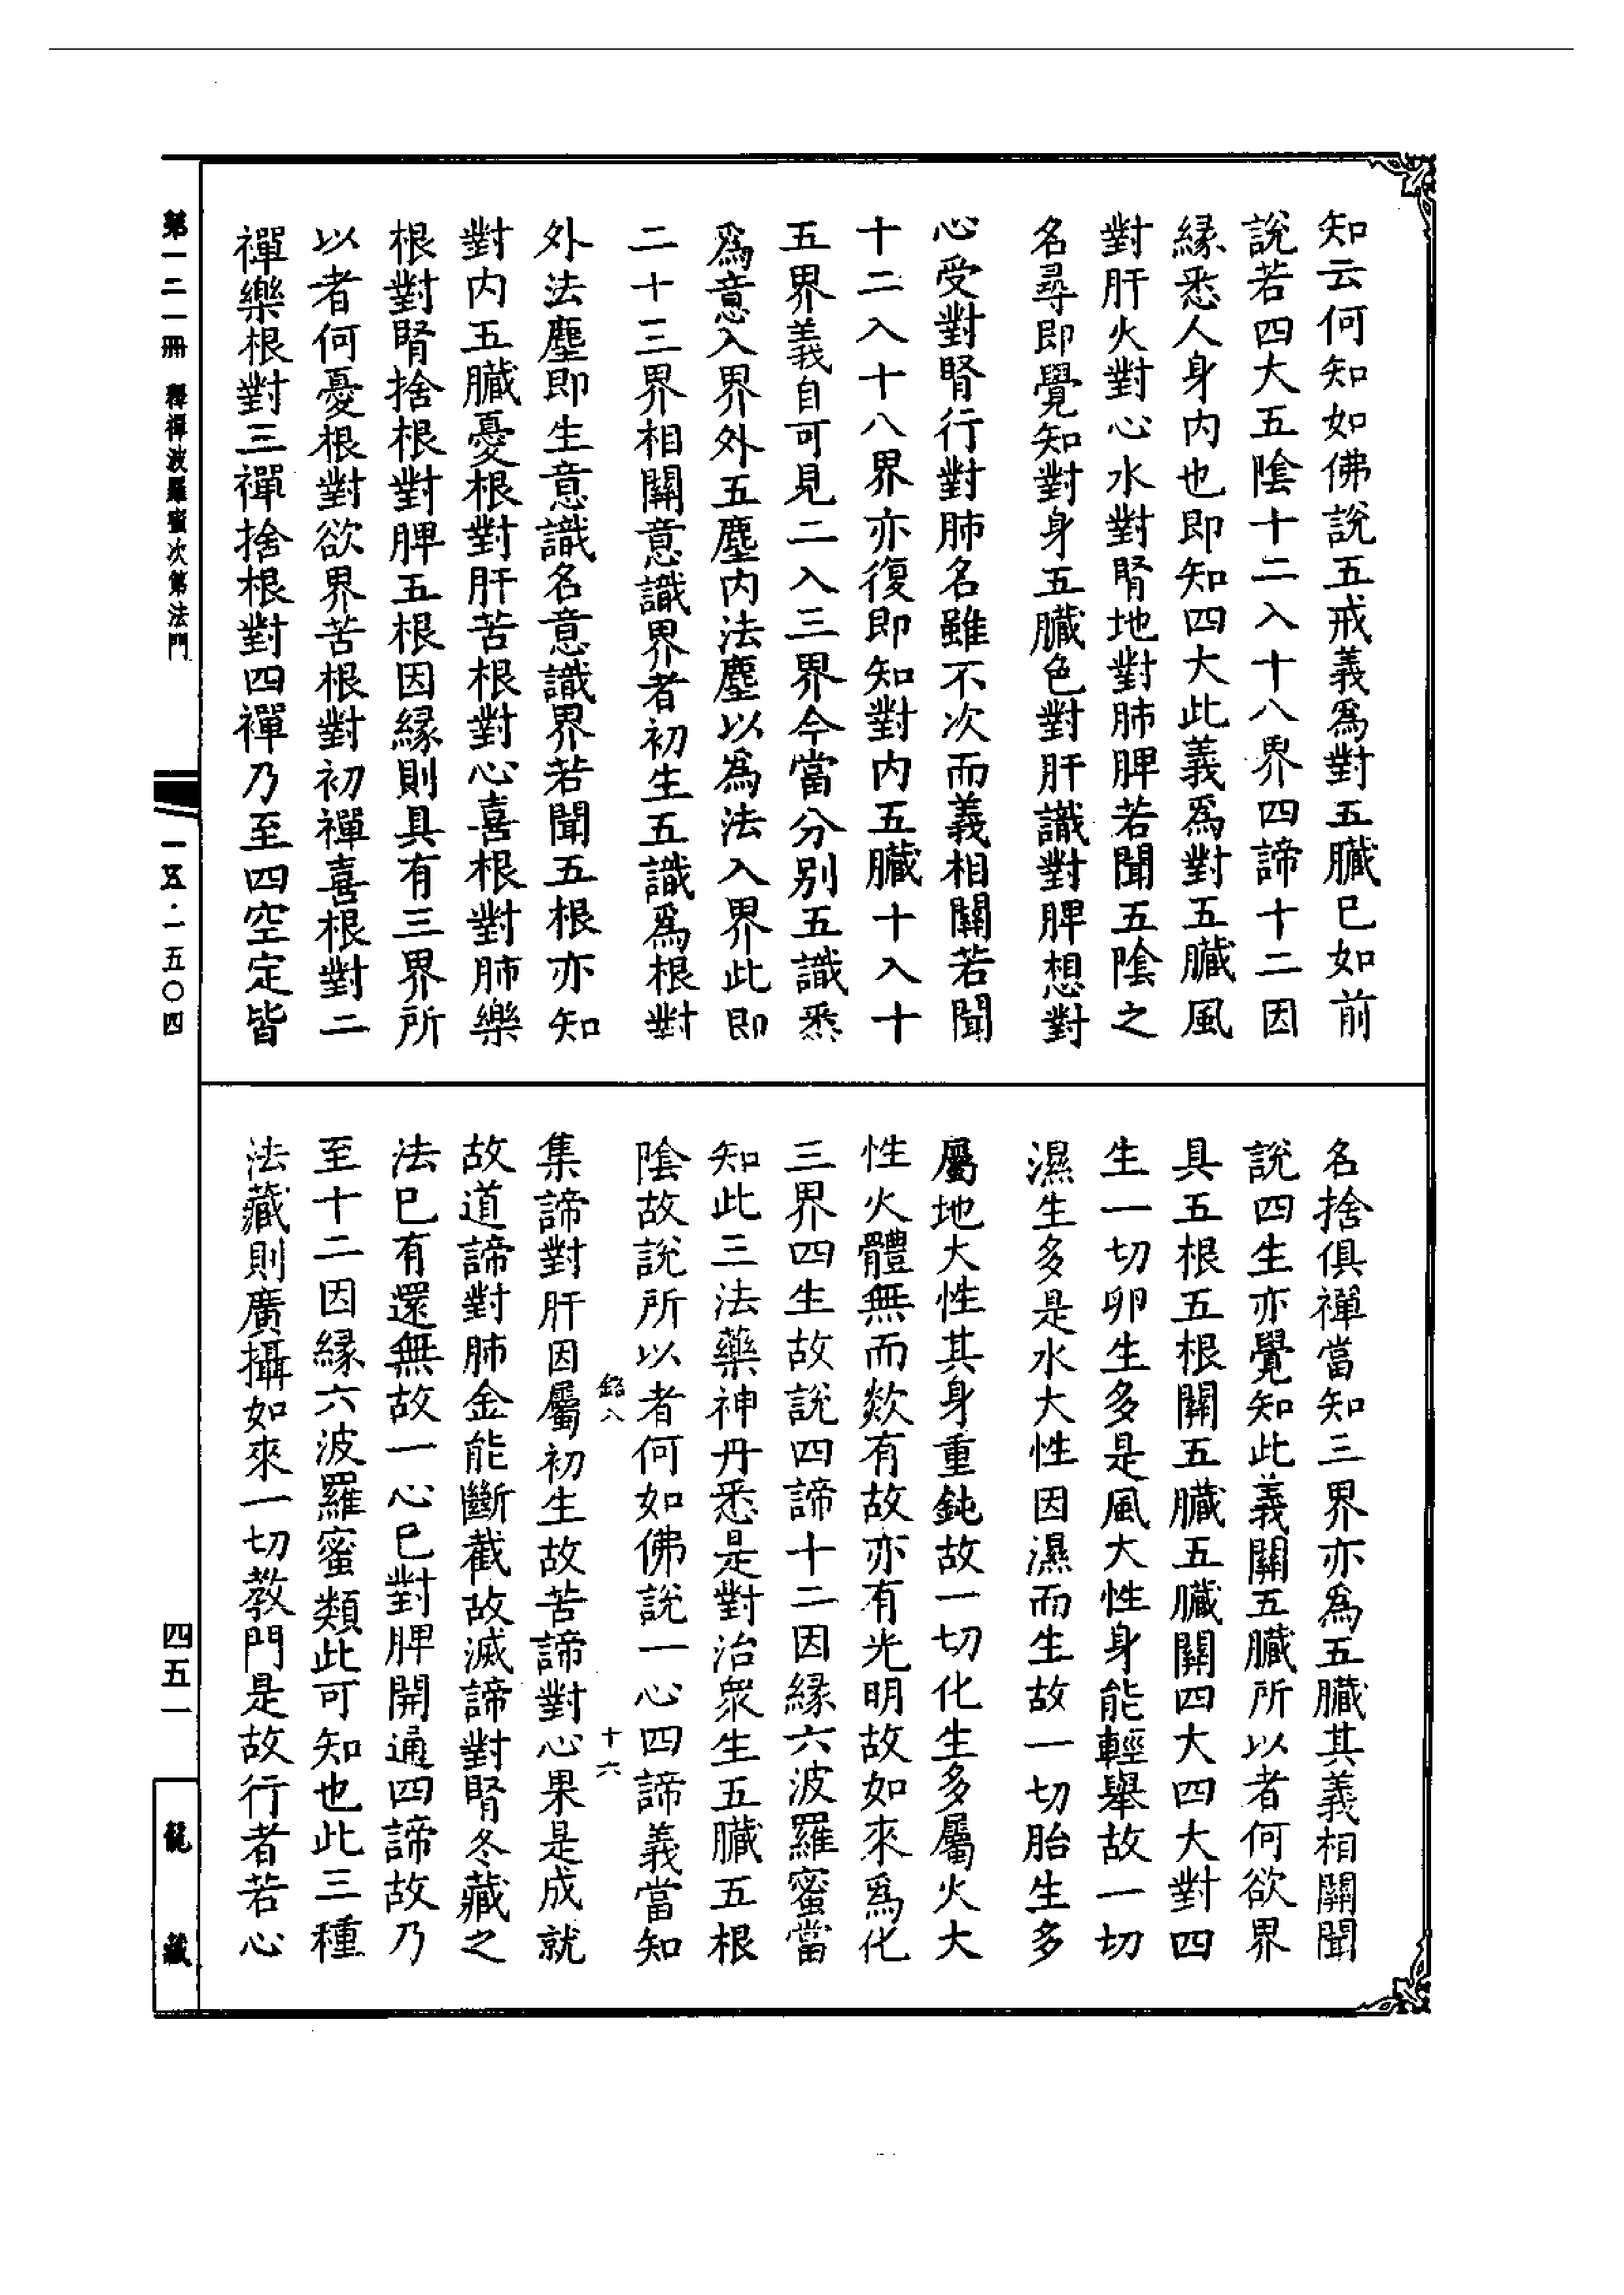 知云何知如佛說五戒義爲對五臟已如前
說若四大五陰十二入十八界四諦十二因
緣悉人身内也即知四大此義爲對五臟風
對肝火對心水對腎地對肺脾若聞五陰之
名尋即覺知對身五臟色對肝識對脾想對
心受對腎行對肺名雖不次而義相關若聞
十二入十八界亦復即知對内五臟十入十
五界義自可見二入三界今當分别五識悉
爲意入界外五塵内法塵以爲法入界此即
二十三界相關意識界者初生五識爲根對
外法塵即生意識名意識界若聞五根亦知
對内五臟憂根對肝苦根對心喜根對肺樂
根對腎捨根對脾五根因緣則具有三界所
以者何憂根對欲界苦根對初禪喜根對二
禪樂根對三禪捨根對四禪乃至四空定皆
名捨俱禪當知三界亦爲五臟其義相關聞
說四生亦覺知此義關五臟所以者何欲界
具五根五根關五臟五臟關四大四大對四
生一切卵生多是風大性身能輕舉故一切
濕生多是水大性因濕而生故一切胎生多
屬地大性其身重鈍故一切化生多屬火大
性火體無而欻有故亦有光明故如來爲化
三界四生故說四諦十二因緣六波羅蜜當
知此三法藥神丹悉是對治衆生五臟五根
陰故說所以者何如佛說一心四諦義當知
集諦對肝因屬初生故苦諦對心果是成就
故道諦對肺金能斷截故滅諦對腎冬藏之
法已有還無故一心已對脾開通四諦故乃
至十二因緣六波羅蜜類此可知也此三種
法藏則廣攝如來一切教門是故行者若心
十六
第一二一冊 釋禪波羅蜜次第法門
一五·一五〇四
四五一
龍藏